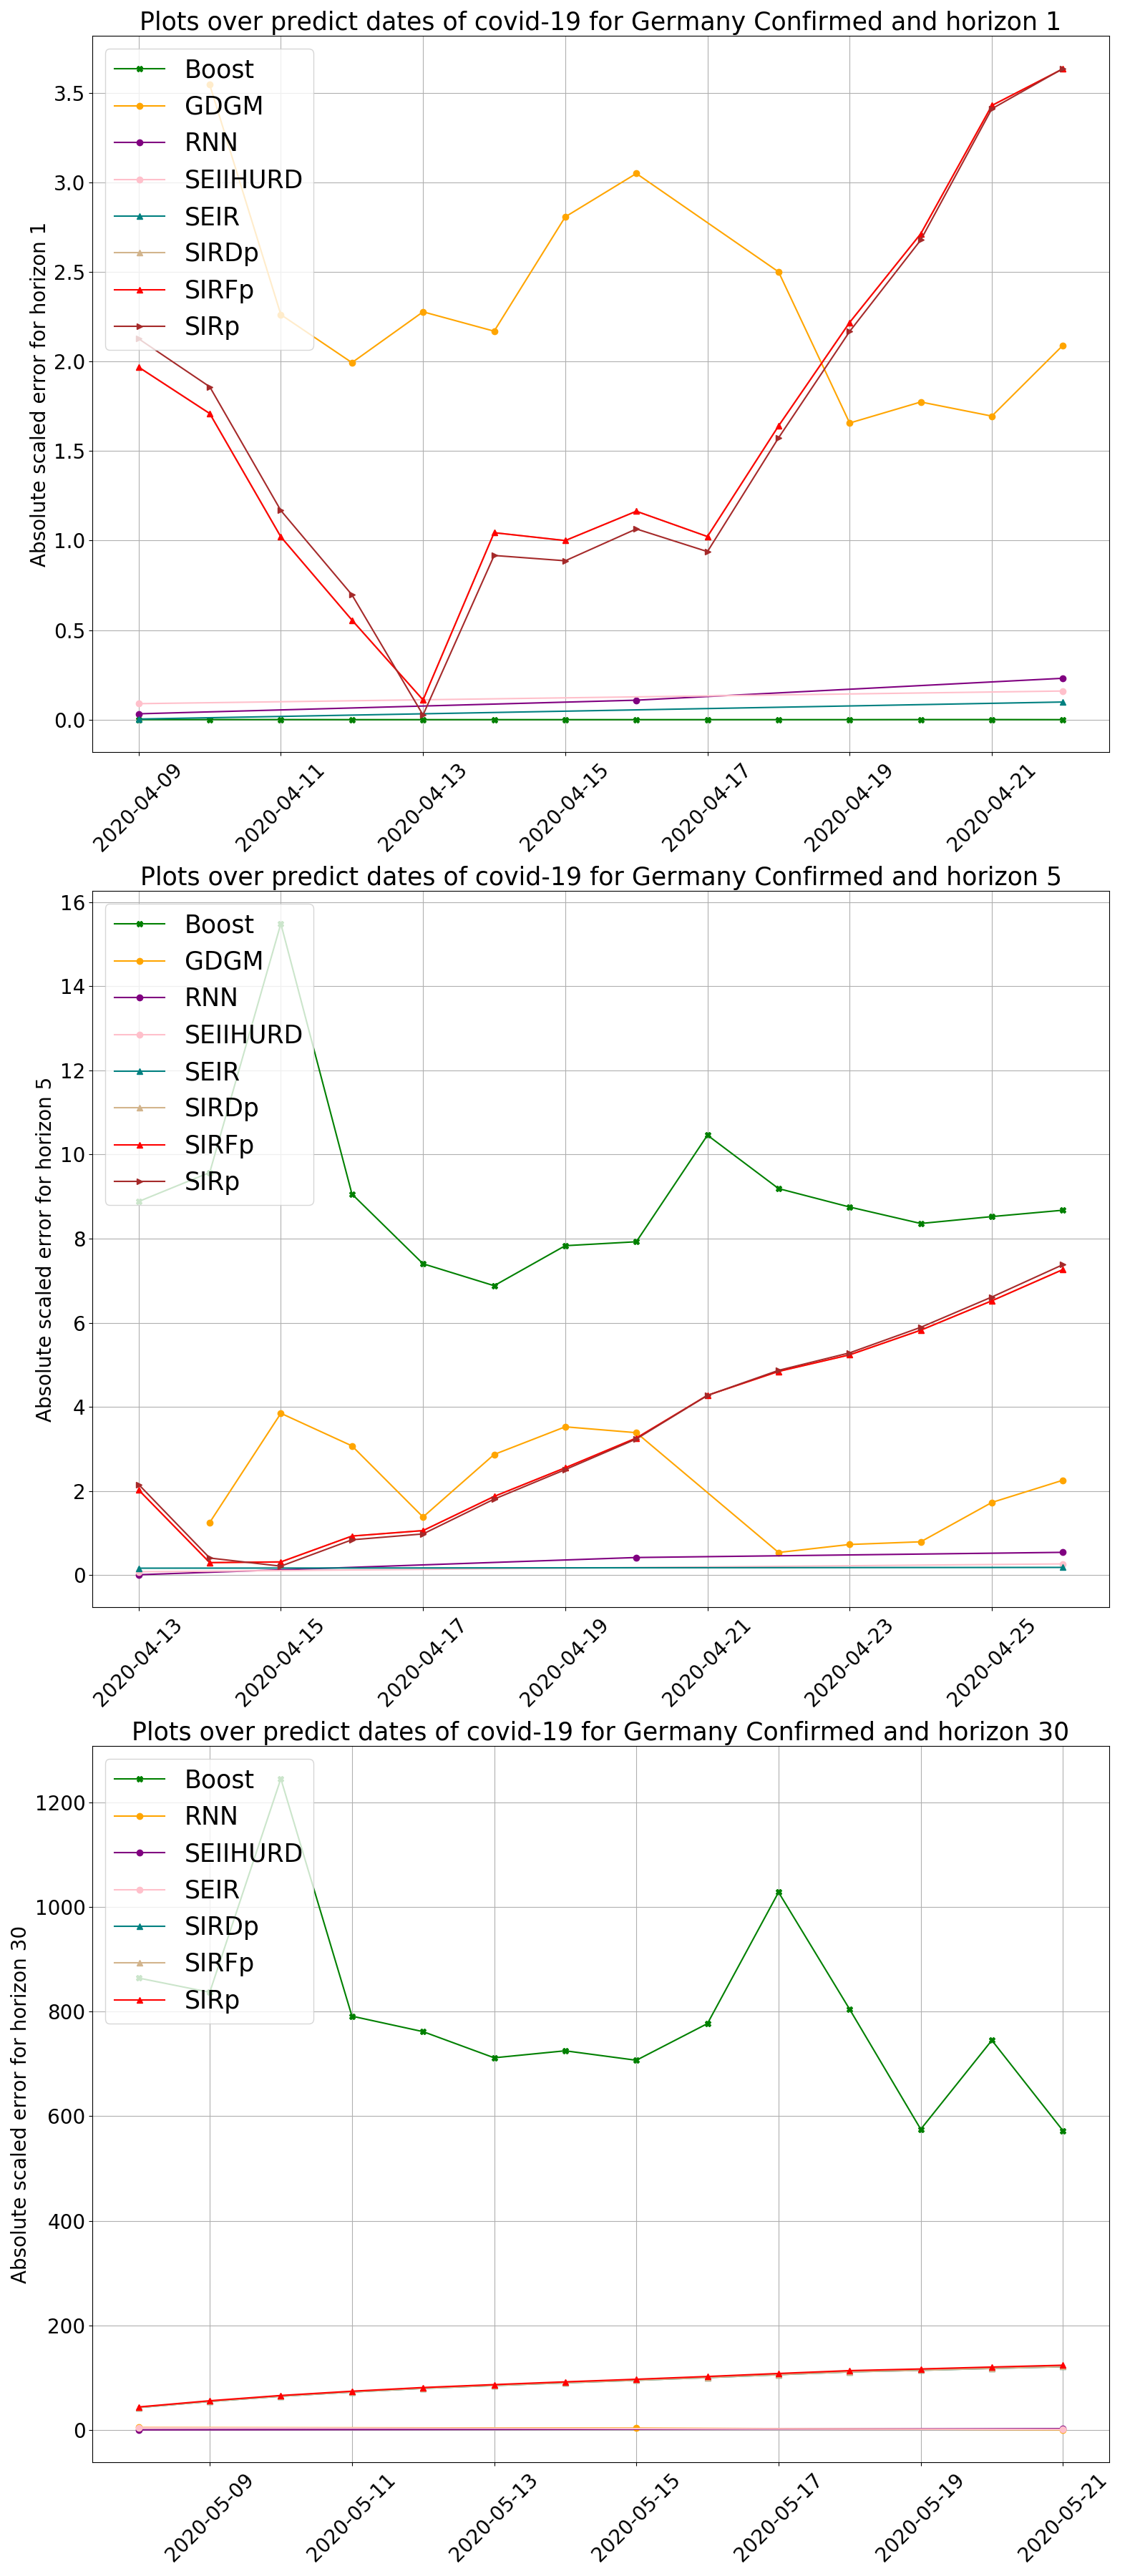 Plots over predict dates of covid-19 for Germany Confirmed and horizon 1
Absolute scaled error for horizon 1
3.5
3.0
2.5
2.0
1.5
1.0
0.5
0.0
Boost
GDGM
RNN
SEIIHURD
SEIR
SIRDp
SIRFp
SIRp
2020-04-09
2020-04-11
2020-04-13
2020-04-15
2020-04-17
2020-04-19
2020-04-21
Plots over predict dates of covid-19 for Germany Confirmed and horizon 5
Absolute scaled error for horizon 5
16
14
12
10
8
6
4
2
0
Boost
GDGM
RNN
SEIIHURD
SEIR
SIRDp
SIRFp
SIRp
2020-04-13
2020-04-15
2020-04-17
2020-04-19
2020-04-21
2020-04-23
2020-04-25
Plots over predict dates of covid-19 for Germany Confirmed and horizon 30
Absolute scaled error for horizon 30
1200
1000
800
600
400
200
0
Boost
RNN
SEIIHURD
SEIR
SIRDp
SIRFp
SIRp
2020-05-09
2020-05-11
2020-05-13
2020-05-15
2020-05-17
2020-05-19
2020-05-21